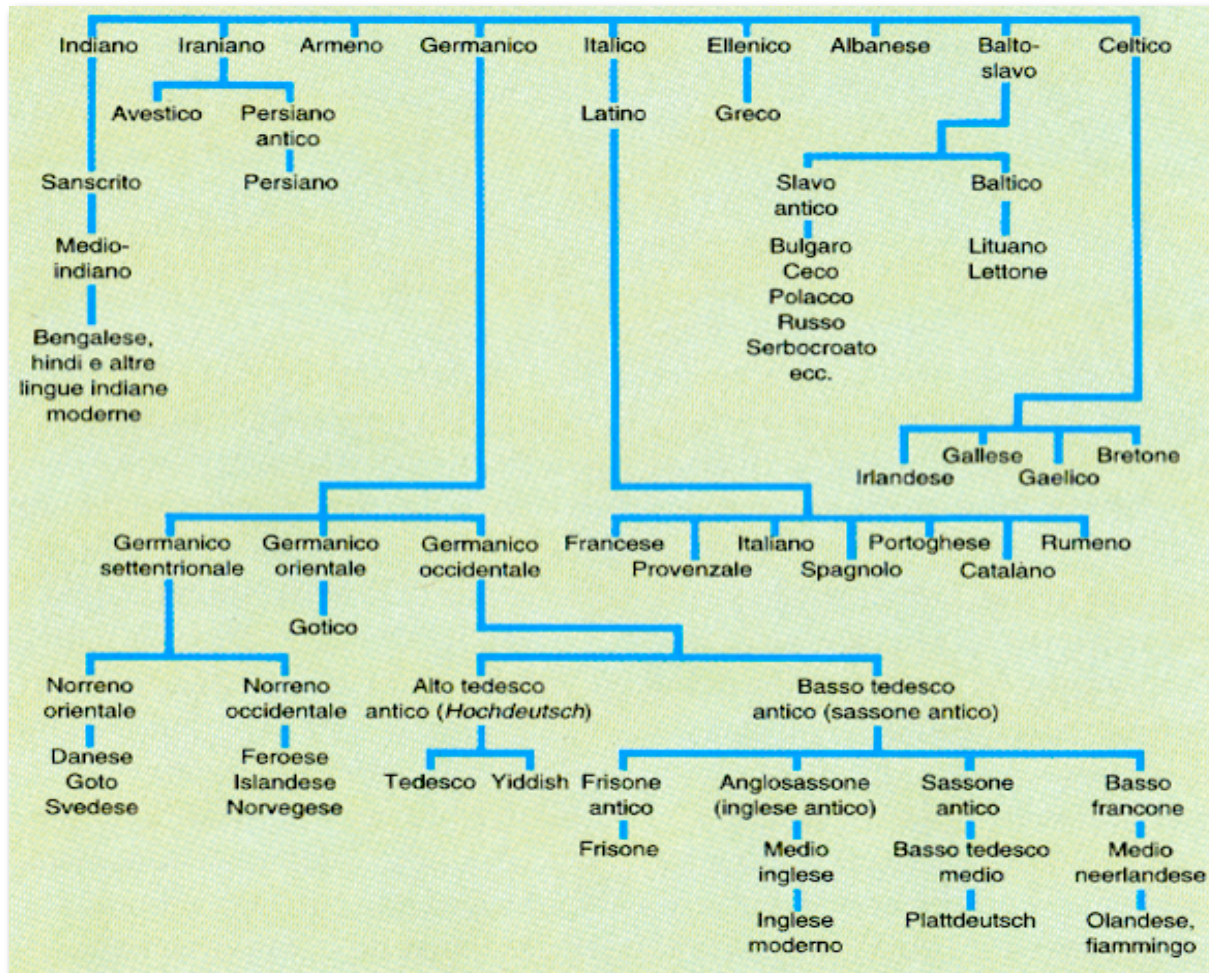 Indiano
Iraniano
Armeno
Germanico
Italico
Ellenico
Albanese
Balto-
slavo
Celtico
Avestico
Persiano
antico
Latino
Greco
Sanscrito
Persiano
Slavo
antico
Baltico
Medio-
indiano
Bulgaro
Ceco
Polacco
Russo
Serbocroato
ecc.
Lituano
Lettone
Bengalese,
hindi e altre
lingue indiane
moderne
Irlandese
Gallese
Gaelico
Bretone
Germanico
settentrionale
Germanico
orientale
Germanico
occidentale
Francese
Provenzale
Italiano
Spagnolo
Portoghese
Catalano
Rumeno
Gotico
Norreno
orientale
Norreno
occidentale
Alto tedesco
antico (Hochdeutsch)
Basso tedesco
antico (sassone antico)
Danese
Goto
Svedese
Feroese
Islandese
Norvegese
Tedesco
Yiddish
Frisone
antico
Anglosassone
(inglese antico)
Sassone
antico
Basso
francone
Frisone
Medio
inglese
Basso tedesco
medio
Medio
neerlandese
Inglese
moderno
Plattdeutsch
Olandese,
fiammingo